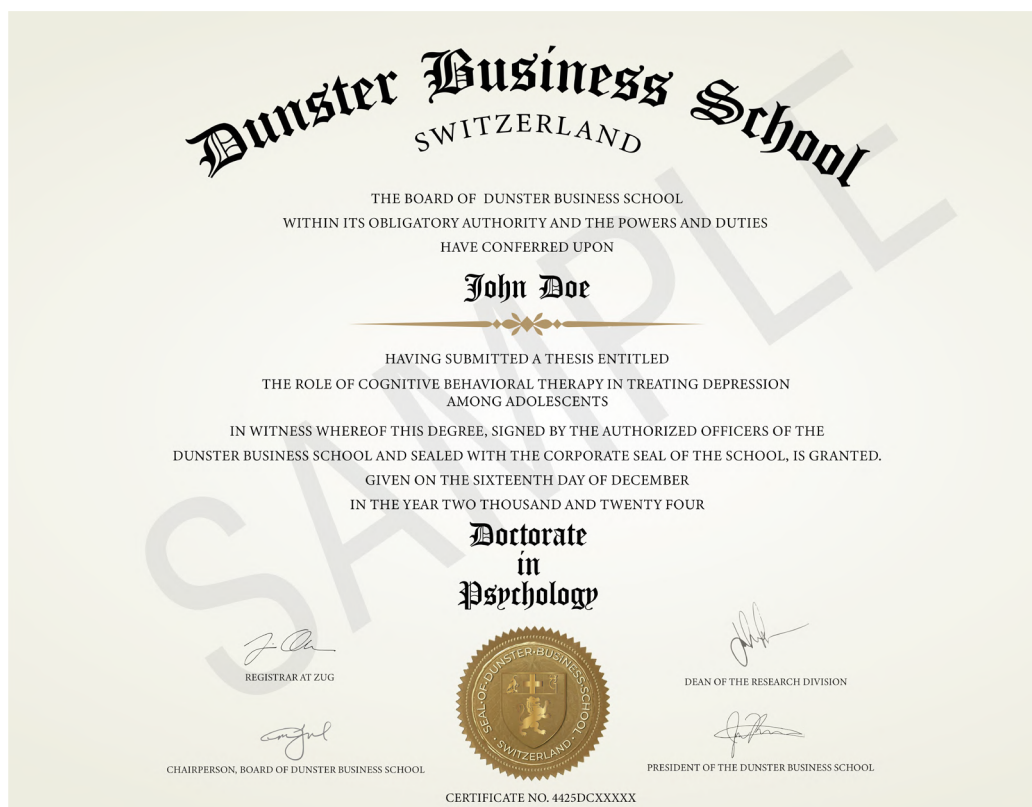 Dunster Business School
SWITZERLAND
THE BOARD OF DUNSTER BUSINESS SCHOOL
WITHIN ITS OBLIGATORY AUTHORITY AND THE POWERS AND DUTIES
HAVE CONFERRED UPON
John Doe
HAVING SUBMITTED A THESIS ENTITLED
THE ROLE OF COGNITIVE BEHAVIORAL THERAPY IN TREATING DEPRESSION
AMONG ADOLESCENTS
IN WITNESS WHEREOF THIS DEGREE, SIGNED BY THE AUTHORIZED OFFICERS OF THE
DUNSTER BUSINESS SCHOOL AND SEALED WITH THE CORPORATE SEAL OF THE SCHOOL, IS GRANTED.
GIVEN ON THE SIXTEENTH DAY OF DECEMBER
IN THE YEAR TWO THOUSAND AND TWENTY FOUR
Doctorate
in
Psychology
SAMPLE
REGISTRAR AT ZUG
DEAN OF THE RESEARCH DIVISION
SEAL·OF·DUNSTER·BUSINESS·SCHOOL
· SWITZERLAND ·
CHAIRPERSON, BOARD OF DUNSTER BUSINESS SCHOOL
PRESIDENT OF THE DUNSTER BUSINESS SCHOOL
CERTIFICATE NO. 4425DCXXXXX